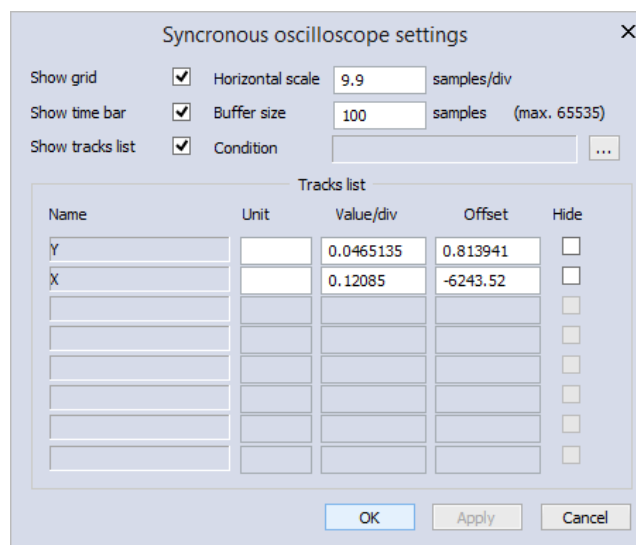 Syncronous oscilloscope settings
Show grid Horizontal scale 9.9 samples/div
Show time bar Buffer size 100 samples (max. 65535)
Show tracks list Condition ...
Tracks list
Name Unit Value/div Offset Hide
Y 0.0465135 0.813941
X 0.12085 -6243.52
OK Apply Cancel